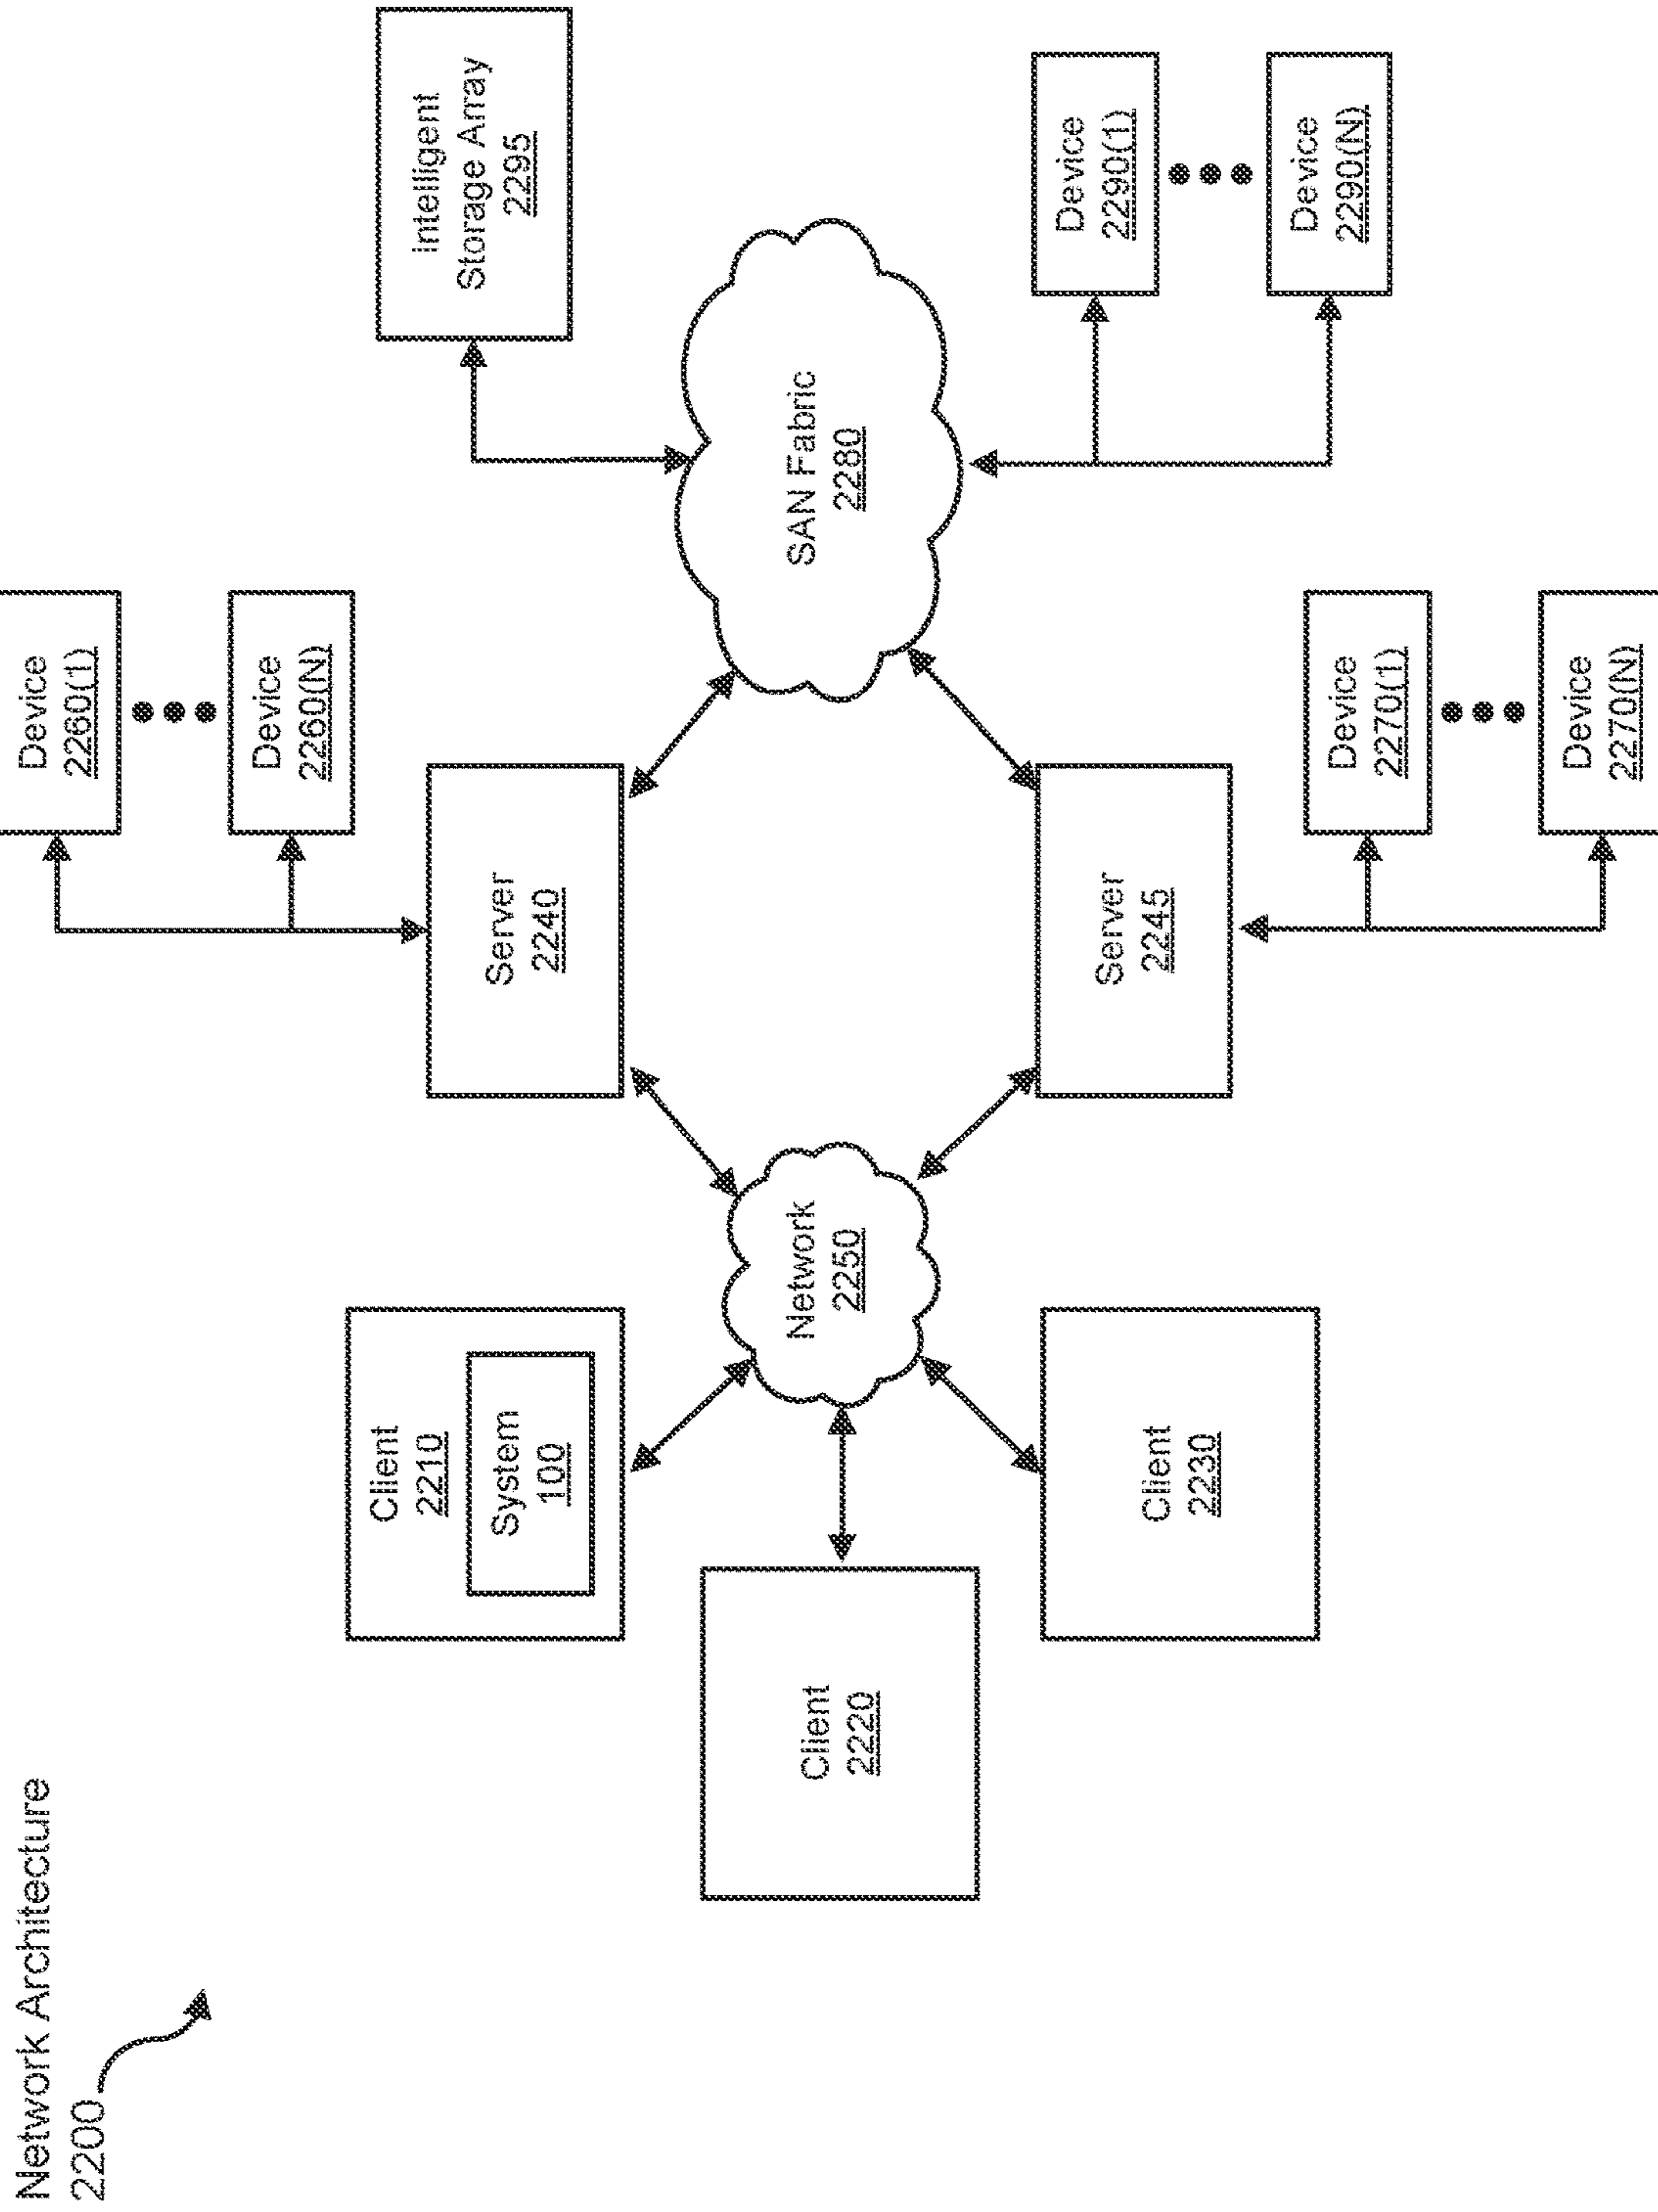 Network Architecture
2200
Client
2210
System
100
Client
2220
Client
2230
Network
2250
Server
2240
Server
2245
Device
2260(1)
Device
2260(N)
Device
2270(1)
Device
2270(N)
SAN Fabric
2280
Intelligent
Storage Array
2295
Device
2290(1)
Device
2290(N)